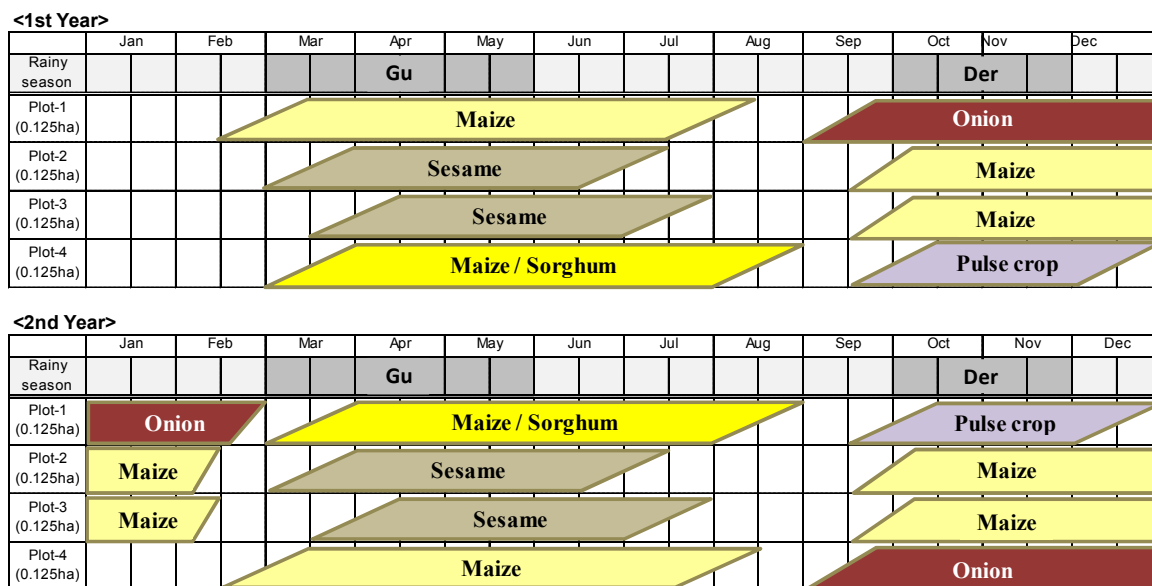 <1st Year>
Jan Feb Mar Apr May Jun Jul Aug Sep Oct Nov Dec
Rainy season Gu Der
Plot-1 (0.125ha) Maize Onion
Plot-2 (0.125ha) Sesame Maize
Plot-3 (0.125ha) Sesame Maize
Plot-4 (0.125ha) Maize / Sorghum Pulse crop
<2nd Year>
Jan Feb Mar Apr May Jun Jul Aug Sep Oct Nov Dec
Rainy season Gu Der
Plot-1 (0.125ha) Onion Maize / Sorghum Pulse crop
Plot-2 (0.125ha) Maize Sesame Maize
Plot-3 (0.125ha) Maize Sesame Maize
Plot-4 (0.125ha) Maize Onion